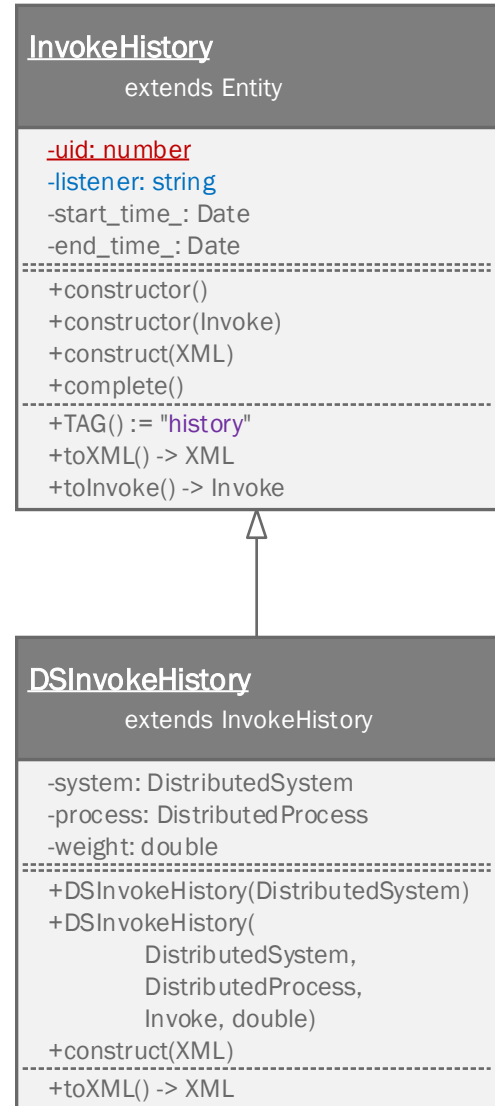 InvokeHistory
extends Entity
-uid: number
-listener: string
-start_time_: Date
-end_time_: Date
+constructor()
+constructor(Invoke)
+construct(XML)
+complete()
+TAG() := "history"
+toXML() -> XML
+toInvoke() -> Invoke
DSInvokeHistory
extends InvokeHistory
-system: DistributedSystem
-process: DistributedProcess
-weight: double
+DSInvokeHistory(DistributedSystem)
+DSInvokeHistory(
DistributedSystem,
DistributedProcess,
Invoke, double)
+construct(XML)
+toXML() -> XML